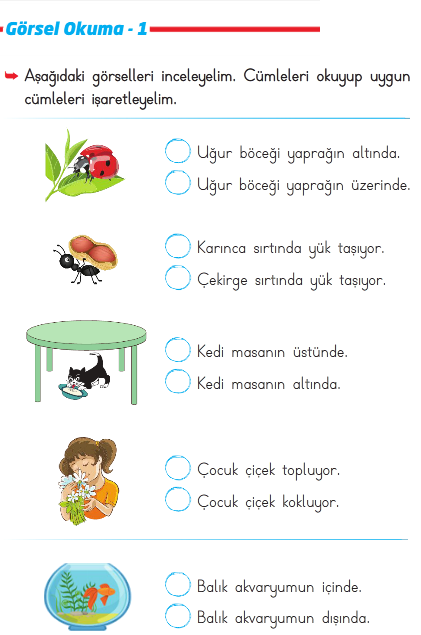 Görsel Okuma - 1
Aşağıdaki görselleri inceleyelim. Cümleleri okuyup uygun
cümleleri işaretleyelim.
Uğur böceği yaprağın altında.
Uğur böceği yaprağın üzerinde.
Karınca sırtında yük taşıyor.
Çekirge sırtında yük taşıyor.
Kedi masanın üstünde.
Kedi masanın altında.
Çocuk çiçek topluyor.
Çocuk çiçek kokluyor.
Balık akvaryumun içinde.
Balık akvaryumun dışında.